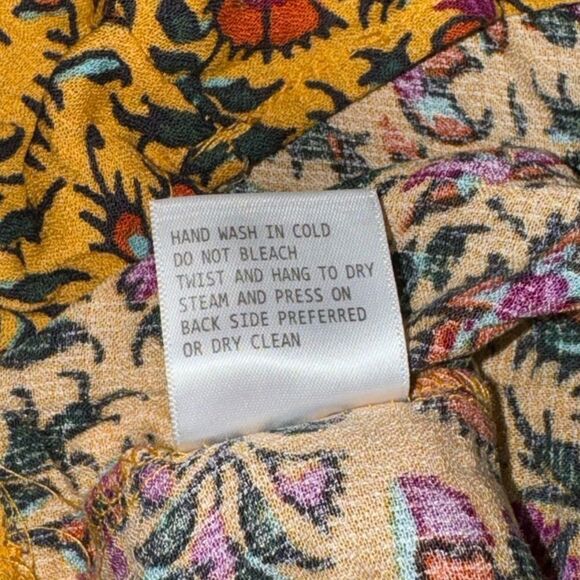 HAND WASH IN COLD
DO NOT BLEACH
TWIST AND HANG TO DRY
STEAM AND PRESS ON
BACK SIDE PREFERRED
OR DRY CLEAN